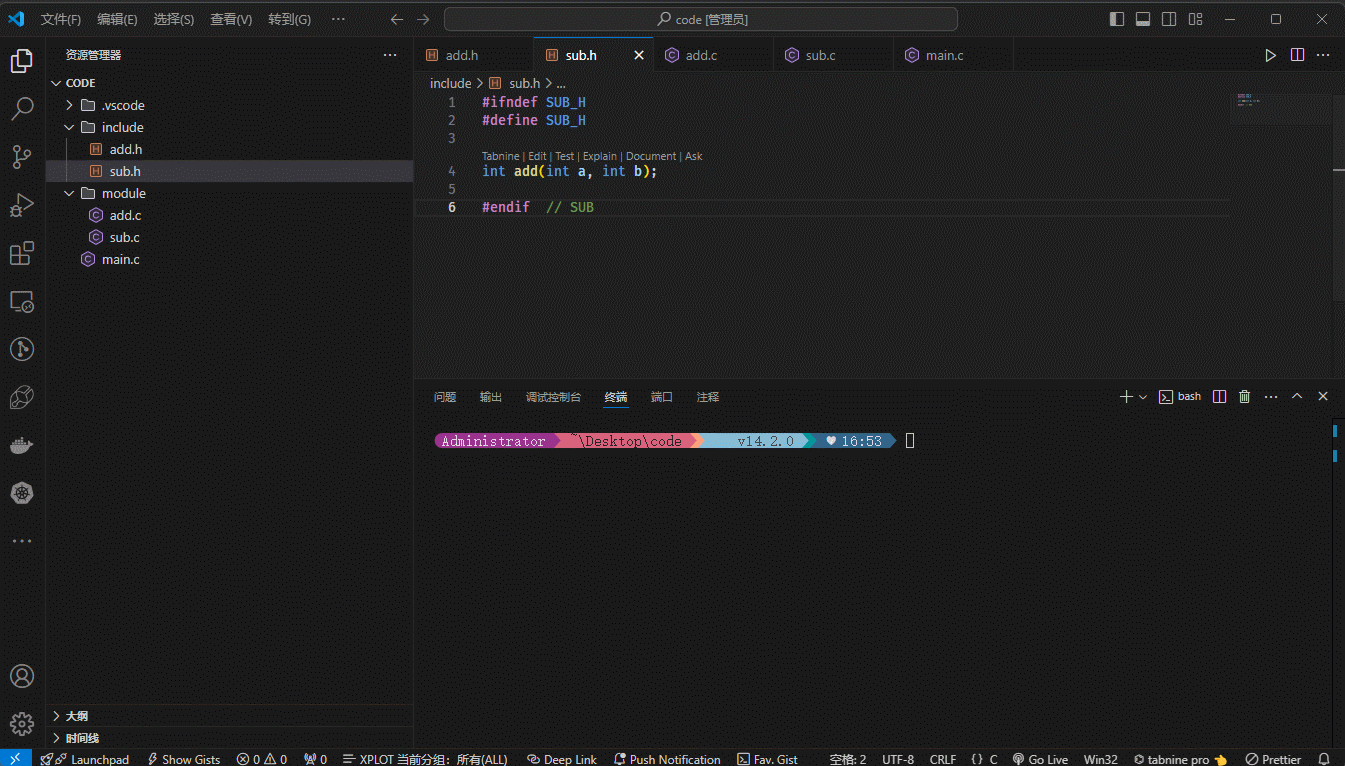 文件(F) 编辑(E) 选择(S) 查看(V) 转到(G) ··· code [管理员]
资源管理器 ···
CODE
.vscode
include
add.h
sub.h
module
add.c
sub.c
main.c
大纲
时间线
add.h sub.h add.c sub.c main.c
include > sub.h > ...
1 #ifndef SUB_H
2 #define SUB_H
3
Tabnine | Edit | Test | Explain | Document | Ask
4 int add(int a, int b);
5
6 #endif  // SUB
问题 输出 调试控制台 终端 端口 注释 bash
Administrator ~\Desktop\code v14.2.0 ♥ 16:53
Launchpad Show Gists 0 0 0 XPLOT 当前分组：所有(ALL) Deep Link Push Notification Fav. Gist 空格: 2 UTF-8 CRLF {} C Go Live Win32 tabnine pro 👈 Prettier